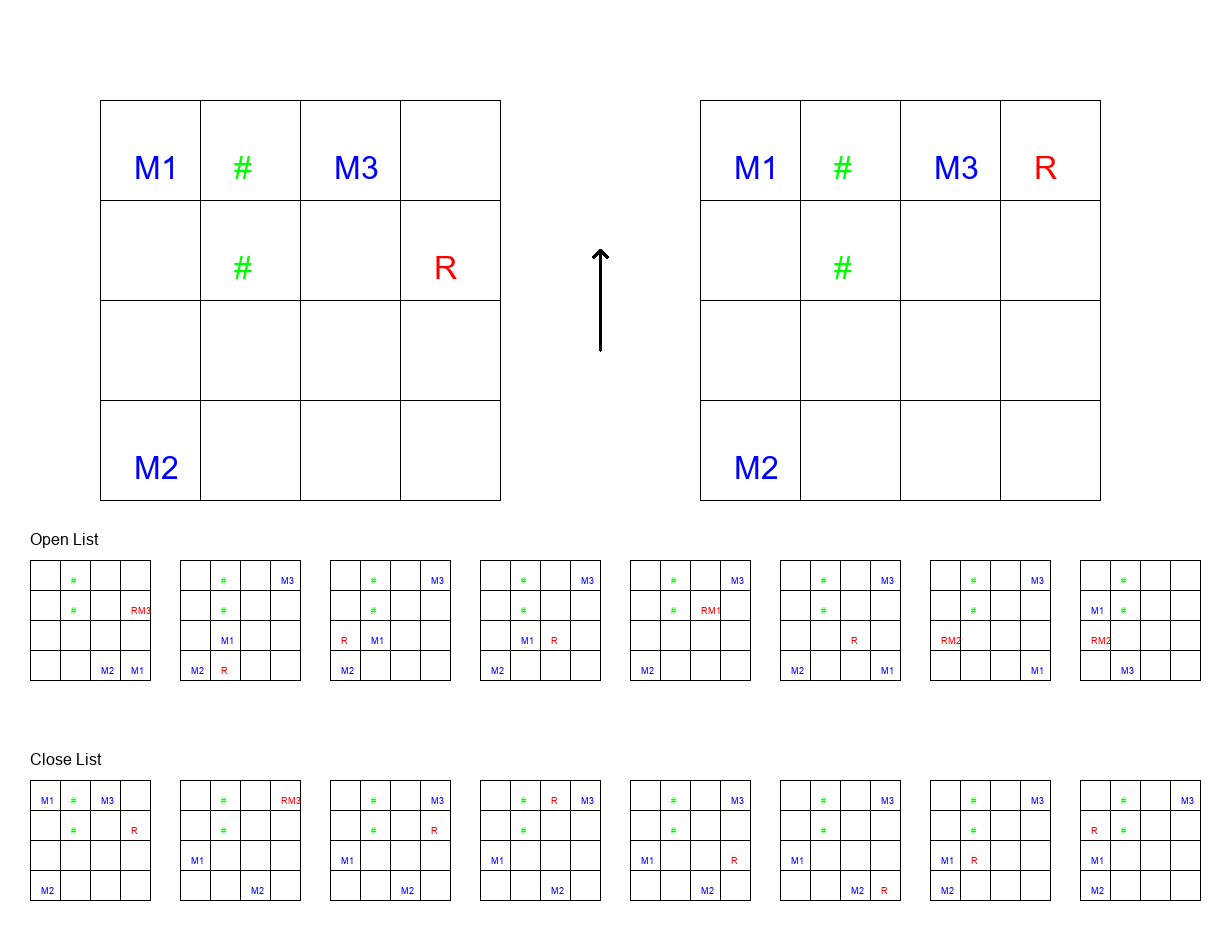 M1 # M3 M1 # M3 R
# R #
M2 M2
Open List
# # M3 # M3 # M3 # M3 # M3 # M3 #
# RM3 # # # # RM1 # # M1 #
M1 R M1 M1 R R RM2 RM2
M2 M1 M2 R M2 M2 M2 M2 M1 M1 M3
Close List
M1 # M3 # RM3 # M3 # R M3 # M3 # M3 # M3 # M3
# R # # R # # # # R #
M1 M1 M1 M1 R M1 M1 R M1
M2 M2 M2 M2 M2 M2 R M2 M2